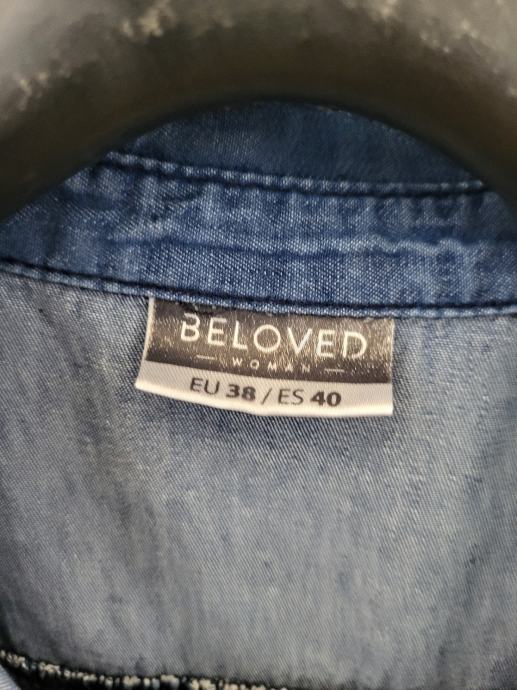 BELOVED
— WOMAN —
EU 38 / ES 40